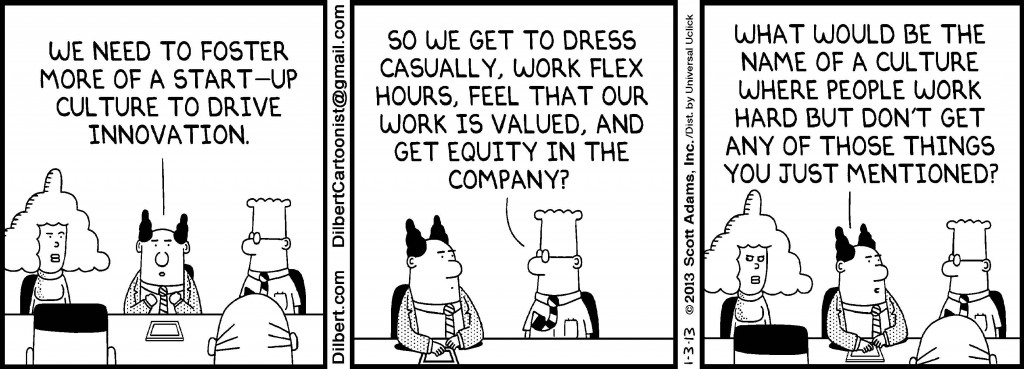 WE NEED TO FOSTER
MORE OF A START-UP
CULTURE TO DRIVE
INNOVATION.
Dilbert.com DilbertCartoonist@gmail.com
SO WE GET TO DRESS
CASUALLY, WORK FLEX
HOURS, FEEL THAT OUR
WORK IS VALUED, AND
GET EQUITY IN THE
COMPANY?
1-3-13 ©2013 Scott Adams, Inc./Dist. by Universal Uclick
WHAT WOULD BE THE
NAME OF A CULTURE
WHERE PEOPLE WORK
HARD BUT DON'T GET
ANY OF THOSE THINGS
YOU JUST MENTIONED?